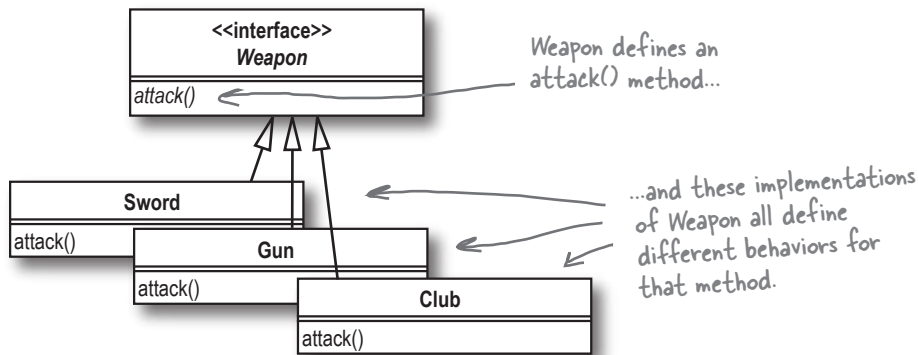 <<interface>>
Weapon
attack()
Weapon defines an
attack() method...
Sword
attack()
Gun
attack()
Club
attack()
...and these implementations
of Weapon all define
different behaviors for
that method.